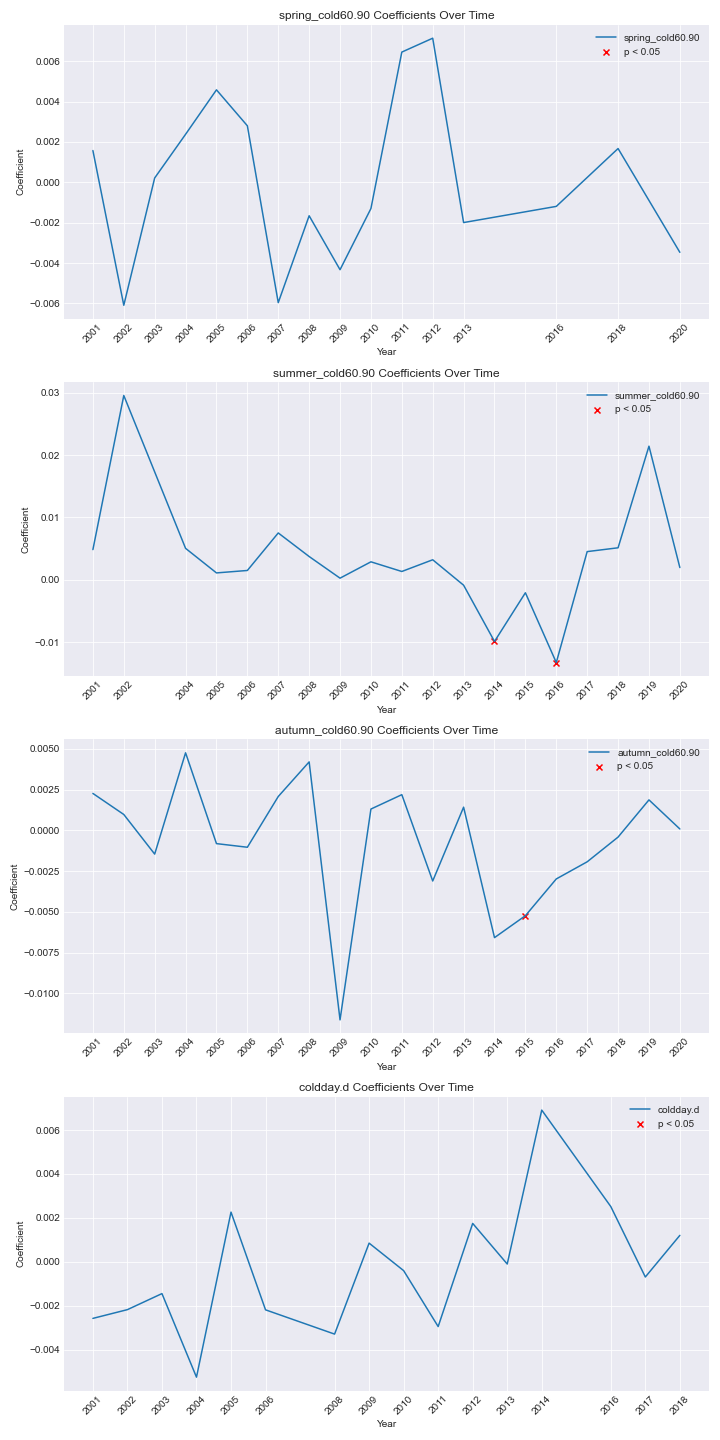 spring_cold60.90 Coefficients Over Time
spring_cold60.90
p < 0.05
0.006
0.004
0.002
0.000
−0.002
−0.004
−0.006
Coefficient
2001 2002 2003 2004 2005 2006 2007 2008 2009 2010 2011 2012 2013 2016 2018 2020
Year
summer_cold60.90 Coefficients Over Time
summer_cold60.90
p < 0.05
0.03
0.02
0.01
0.00
−0.01
Coefficient
2001 2002 2004 2005 2006 2007 2008 2009 2010 2011 2012 2013 2014 2015 2016 2017 2018 2019 2020
Year
autumn_cold60.90 Coefficients Over Time
autumn_cold60.90
p < 0.05
0.0050
0.0025
0.0000
−0.0025
−0.0050
−0.0075
−0.0100
Coefficient
2001 2002 2003 2004 2005 2006 2007 2008 2009 2010 2011 2012 2013 2014 2015 2016 2017 2018 2019 2020
Year
coldday.d Coefficients Over Time
coldday.d
p < 0.05
0.006
0.004
0.002
0.000
−0.002
−0.004
Coefficient
2001 2002 2003 2004 2005 2006 2008 2009 2010 2011 2012 2013 2014 2016 2017 2018
Year